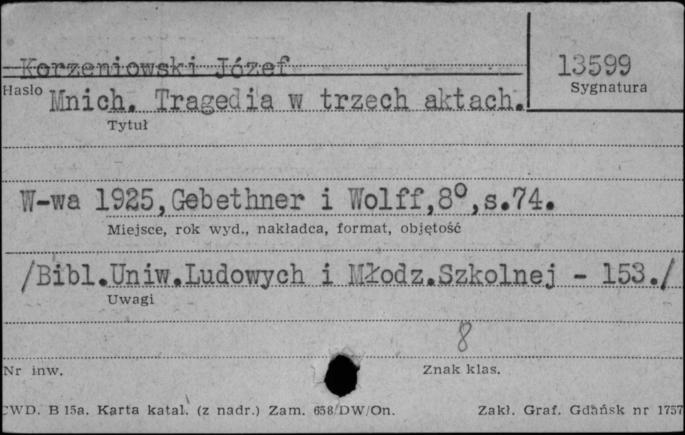 Korzeniowski Józef
13599
Hasło
Sygnatura
Mnich. Tragedia w trzech aktach.
Tytuł
W-wa 1925, Gebethner i Wolff, 8⁰, s.74.
Miejsce, rok wyd., nakładca, format, objętość
/Bibl.Uniw.Ludowych i Młodz.Szkolnej - 153./
Uwagi
8
Nr inw.
Znak klas.
CWD. B 15a. Karta katal. (z nadr.) Zam. 658/DW/On.
Zakł. Graf. Gdańsk nr 1757